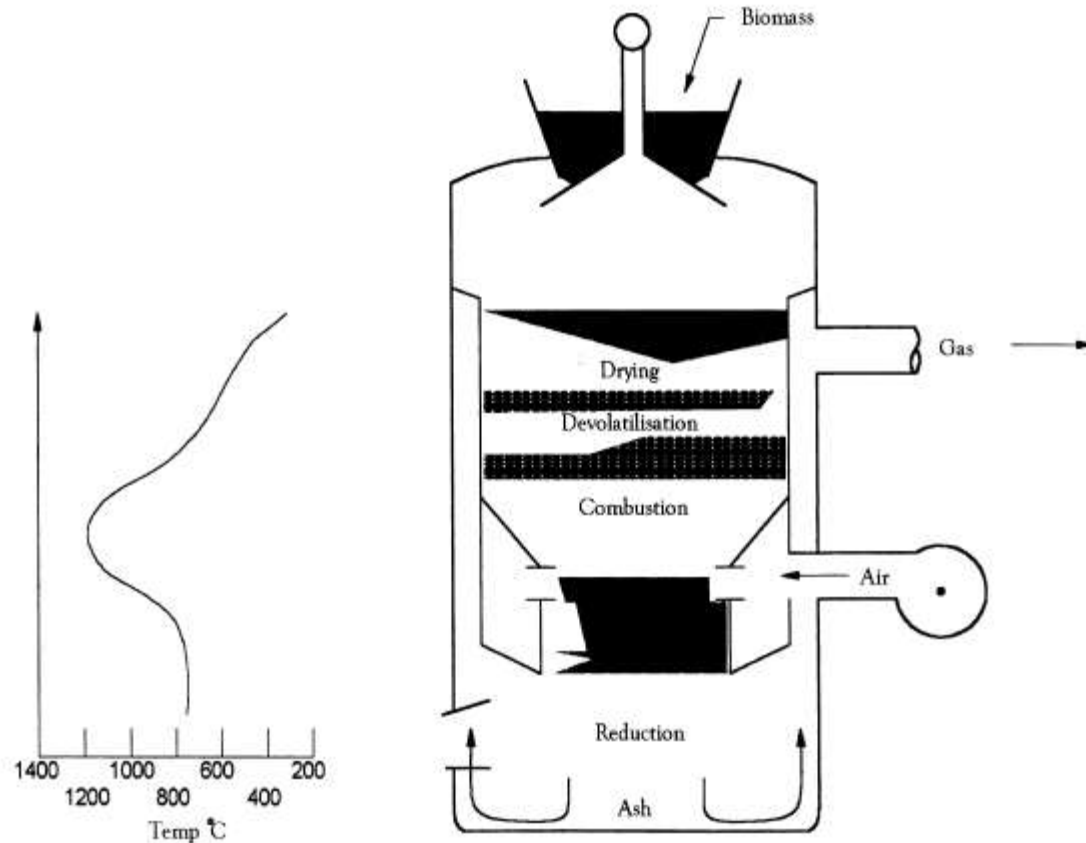 Biomass
Gas
Drying
Devolatilisation
Combustion
Air
Reduction
Ash
1400 1000 600 200
1200 800 400
Temp °C